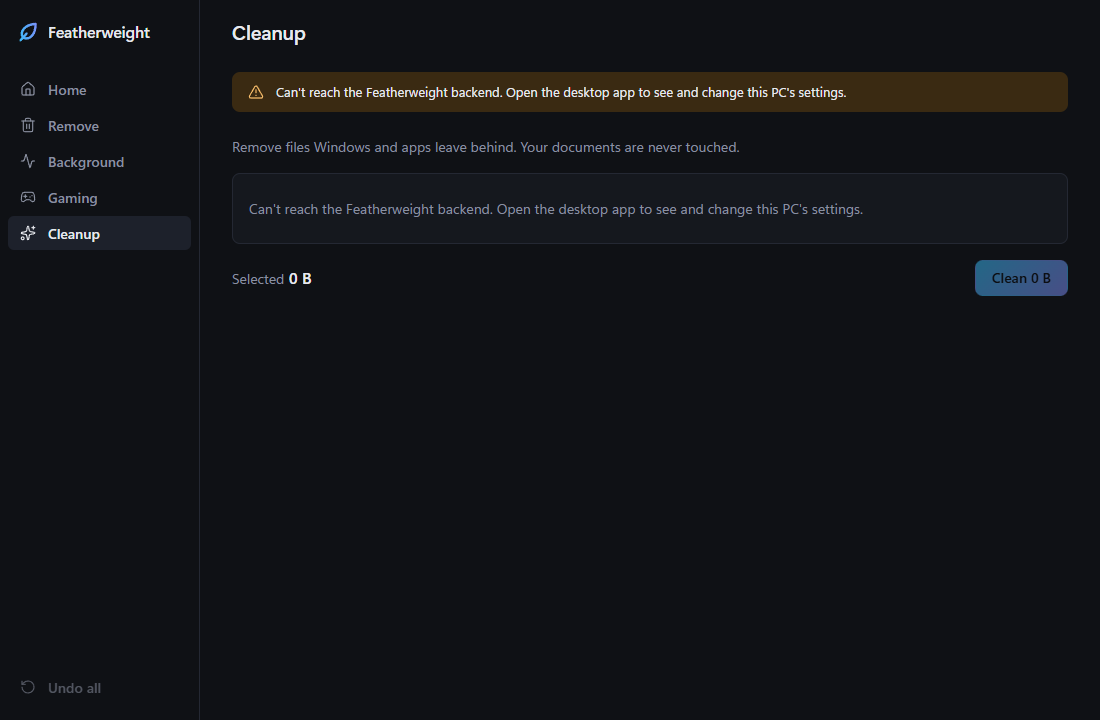 Featherweight
Home
Remove
Background
Gaming
Cleanup
Undo all
Cleanup
Can't reach the Featherweight backend. Open the desktop app to see and change this PC's settings.
Remove files Windows and apps leave behind. Your documents are never touched.
Can't reach the Featherweight backend. Open the desktop app to see and change this PC's settings.
Selected 0 B
Clean 0 B